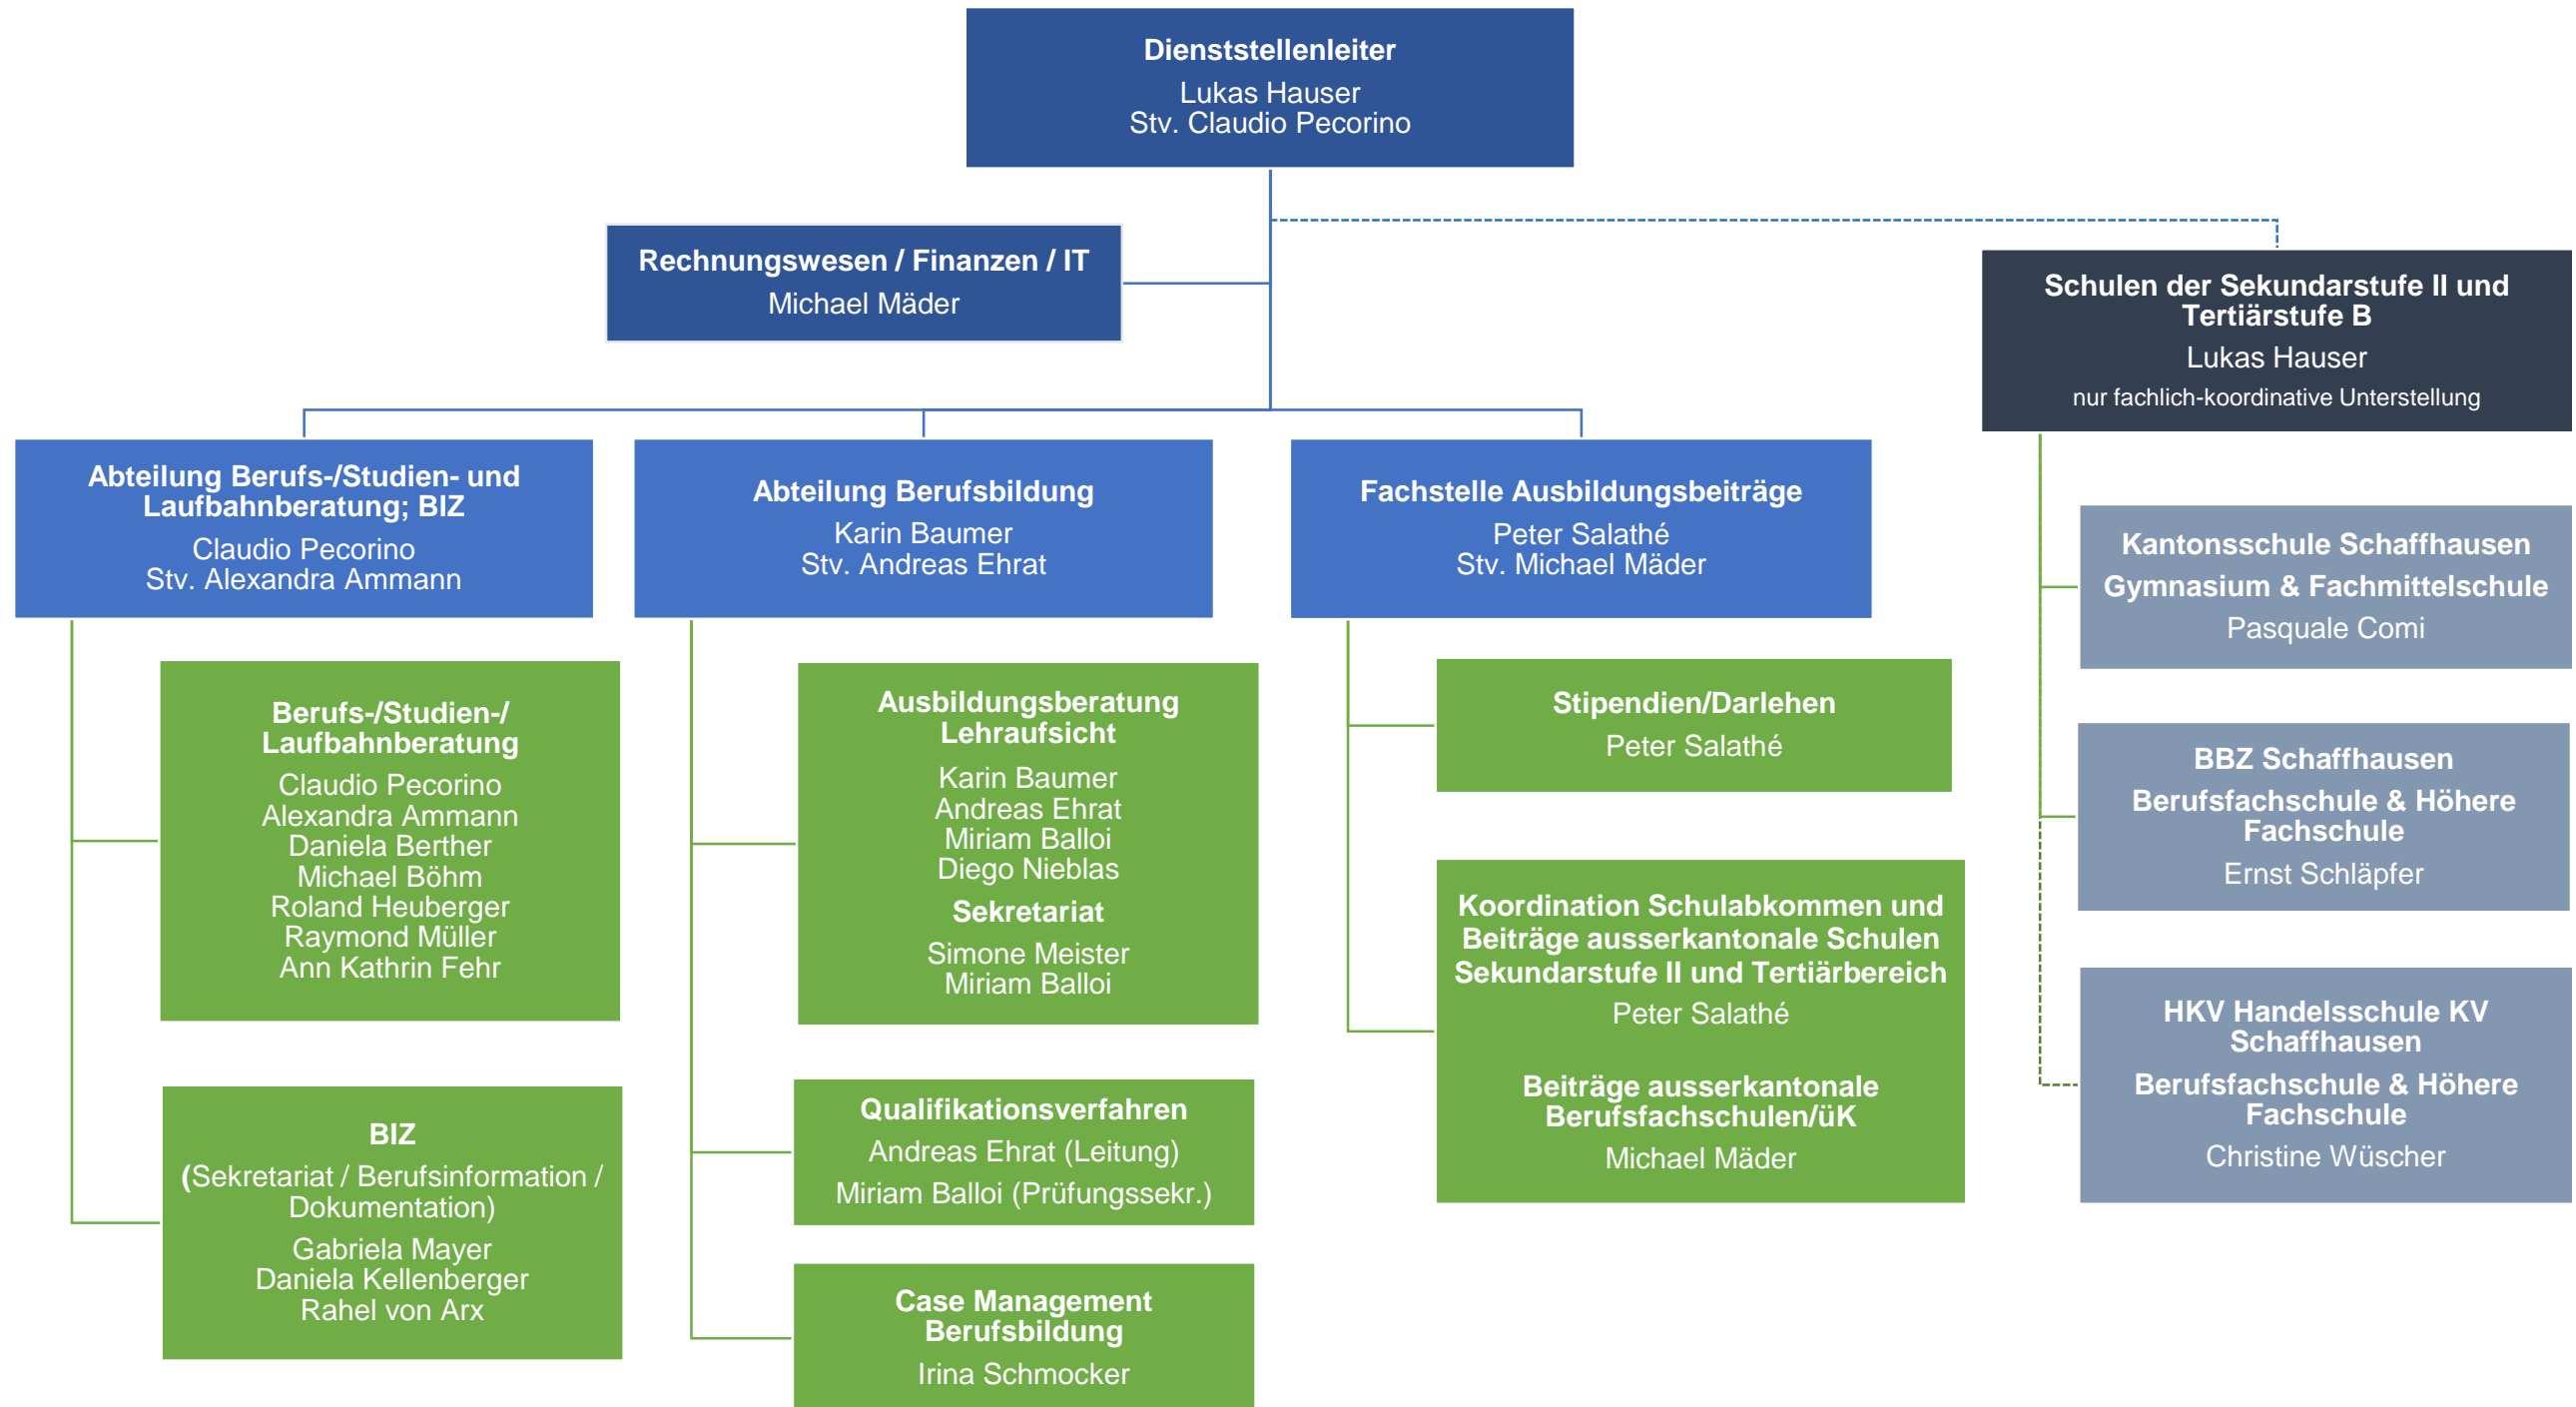 Dienststellenleiter
Lukas Hauser
Stv. Claudio Pecorino
Rechnungswesen / Finanzen / IT
Michael Mäder
Schulen der Sekundarstufe II und
Tertiärstufe B
Lukas Hauser
nur fachlich-koordinative Unterstellung
Abteilung Berufs-/Studien- und
Laufbahnberatung; BIZ
Claudio Pecorino
Stv. Alexandra Ammann
Berufs-/Studien-/
Laufbahnberatung
Claudio Pecorino
Alexandra Ammann
Daniela Berther
Michael Böhm
Roland Heuberger
Raymond Müller
Ann Kathrin Fehr
BIZ
(Sekretariat / Berufsinformation /
Dokumentation)
Gabriela Mayer
Daniela Kellenberger
Rahel von Arx
Abteilung Berufsbildung
Karin Baumer
Stv. Andreas Ehrat
Ausbildungsberatung
Lehraufsicht
Karin Baumer
Andreas Ehrat
Miriam Balloi
Diego Nieblas
Sekretariat
Simone Meister
Miriam Balloi
Qualifikationsverfahren
Andreas Ehrat (Leitung)
Miriam Balloi (Prüfungssekr.)
Case Management
Berufsbildung
Irina Schmocker
Fachstelle Ausbildungsbeiträge
Peter Salathé
Stv. Michael Mäder
Stipendien/Darlehen
Peter Salathé
Koordination Schulabkommen und
Beiträge ausserkantonale Schulen
Sekundarstufe II und Tertiärbereich
Peter Salathé
Beiträge ausserkantonale
Berufsfachschulen/üK
Michael Mäder
Kantonsschule Schaffhausen
Gymnasium & Fachmittelschule
Pasquale Comi
BBZ Schaffhausen
Berufsfachschule & Höhere
Fachschule
Ernst Schläpfer
HKV Handelsschule KV
Schaffhausen
Berufsfachschule & Höhere
Fachschule
Christine Wüscher